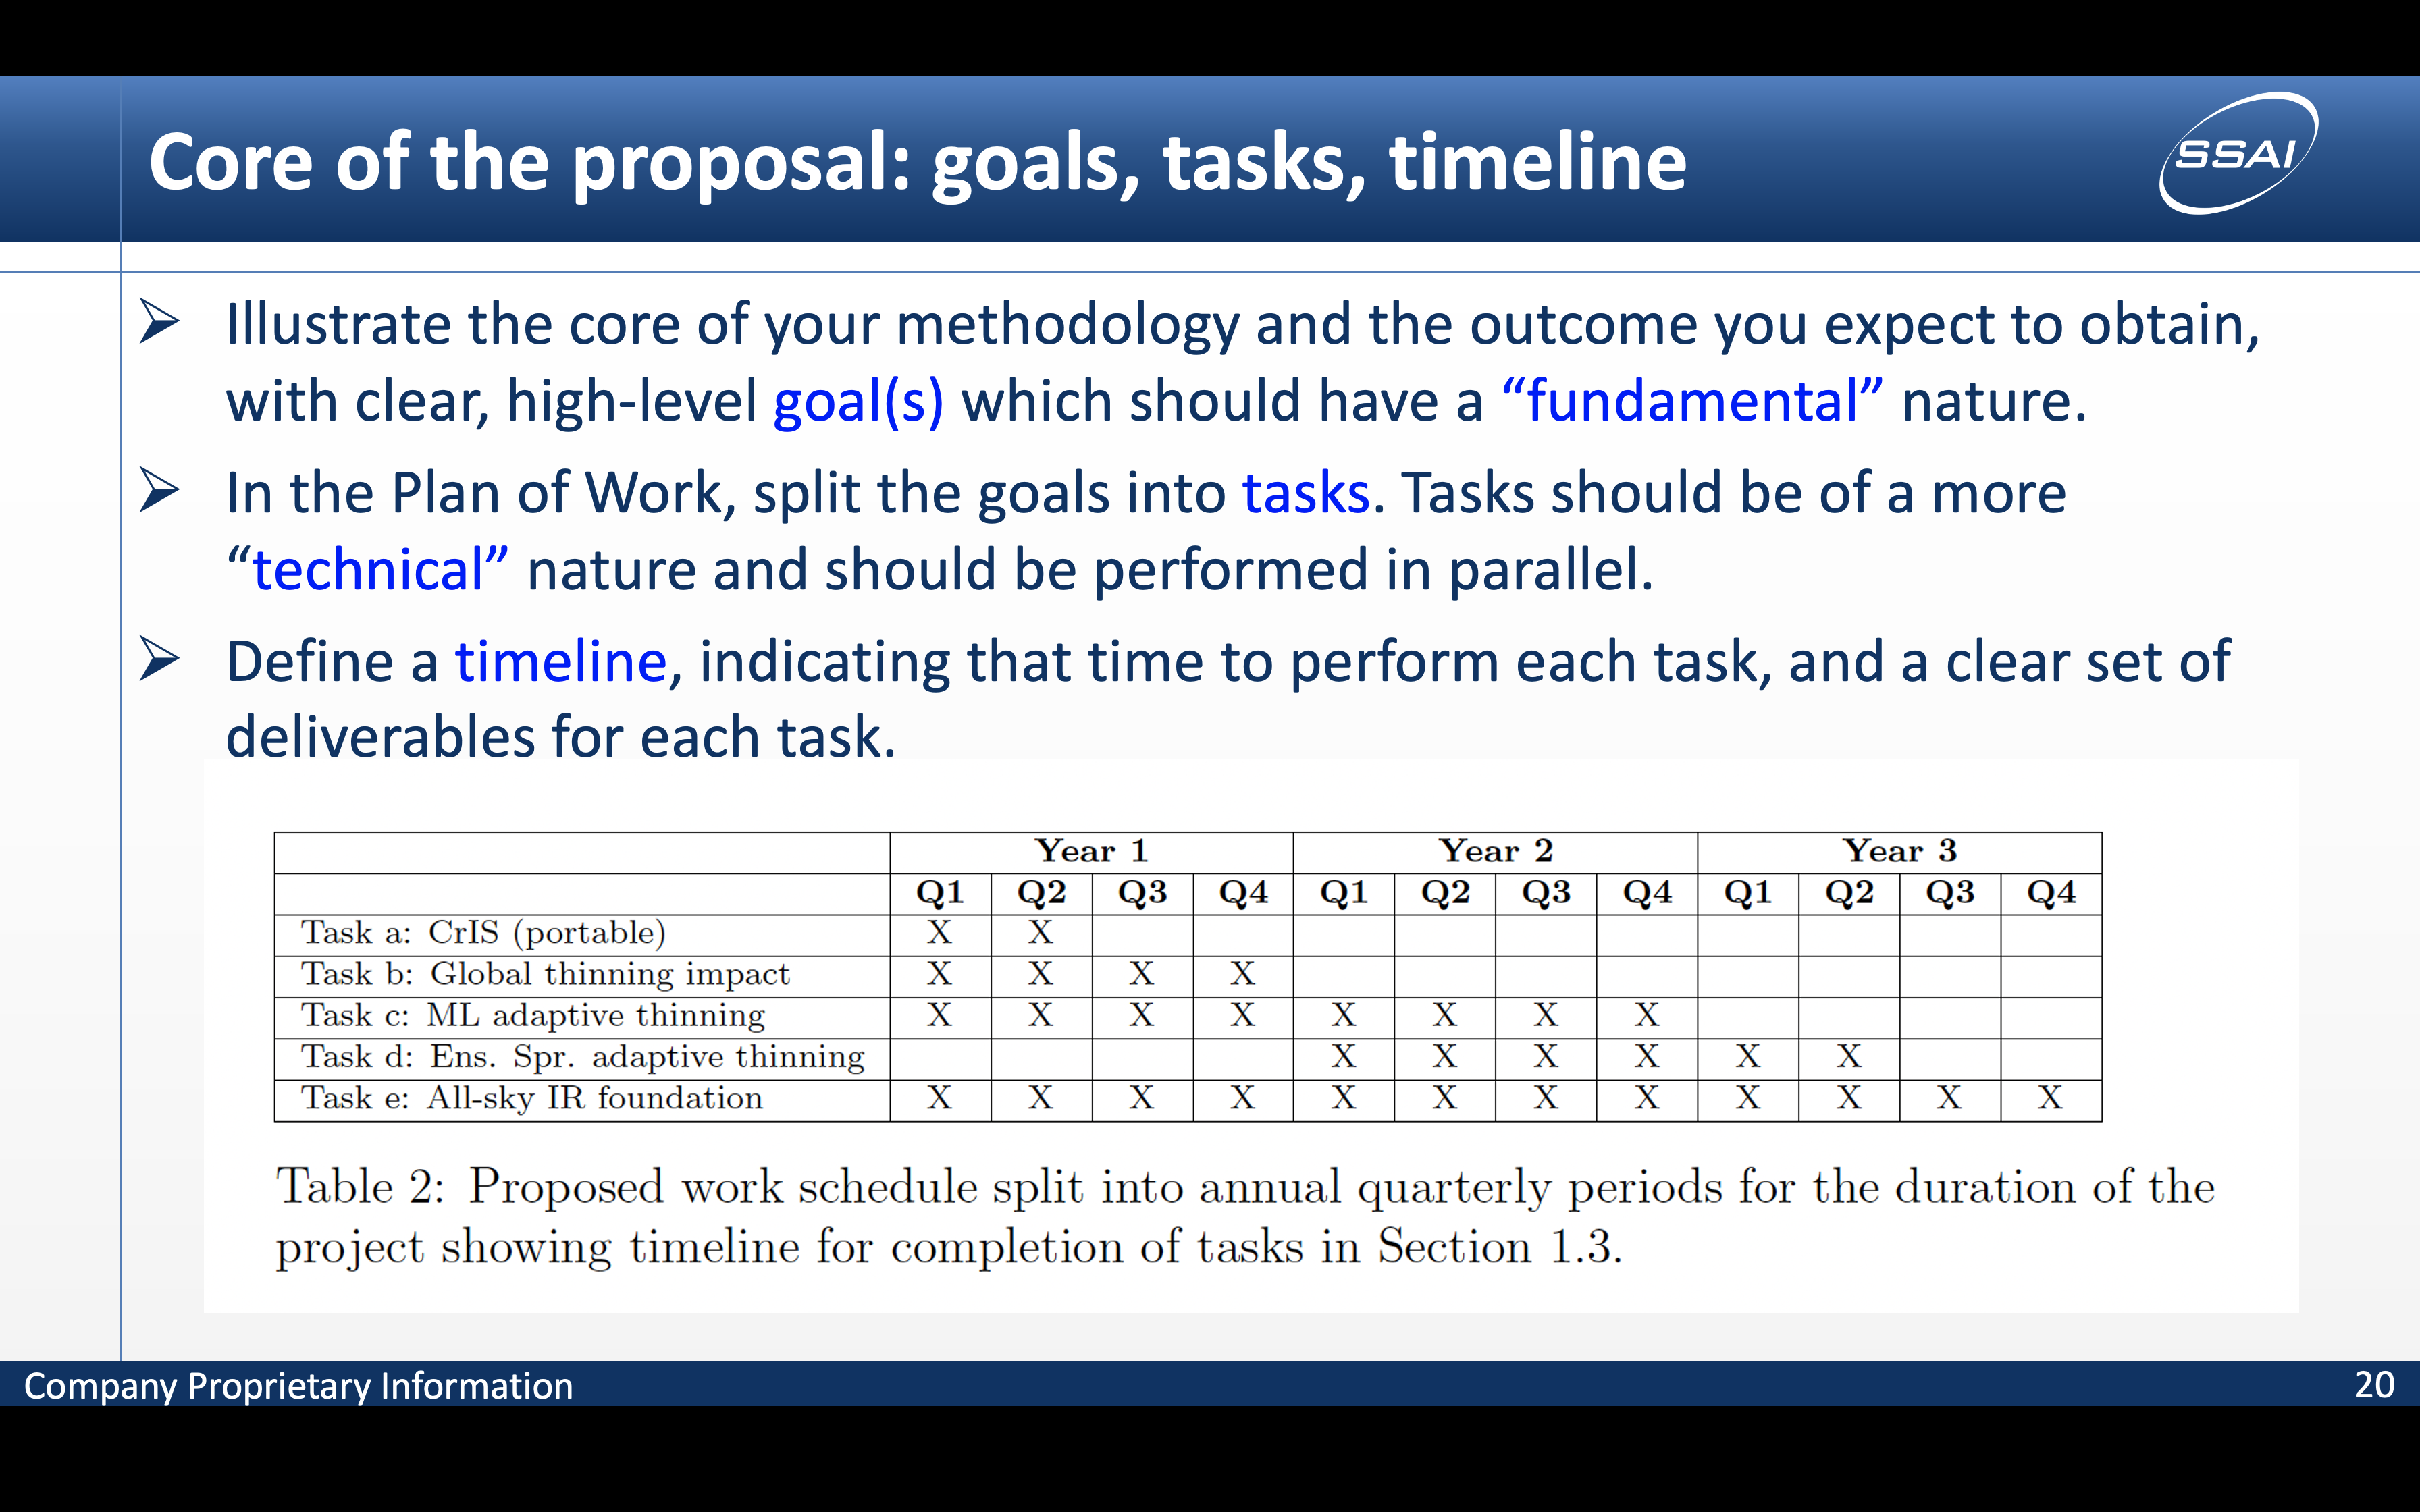 Core of the proposal: goals, tasks, timeline
SSAI
Illustrate the core of your methodology and the outcome you expect to obtain,
with clear, high-level goal(s) which should have a “fundamental” nature.
In the Plan of Work, split the goals into tasks. Tasks should be of a more
“technical” nature and should be performed in parallel.
Define a timeline, indicating that time to perform each task, and a clear set of
deliverables for each task.
Year 1 Year 2 Year 3
Q1 Q2 Q3 Q4 Q1 Q2 Q3 Q4 Q1 Q2 Q3 Q4
Task a: CrIS (portable) X X
Task b: Global thinning impact X X X X
Task c: ML adaptive thinning X X X X X X X X
Task d: Ens. Spr. adaptive thinning X X X X X X
Task e: All-sky IR foundation X X X X X X X X X X X X
Table 2: Proposed work schedule split into annual quarterly periods for the duration of the
project showing timeline for completion of tasks in Section 1.3.
Company Proprietary Information 20